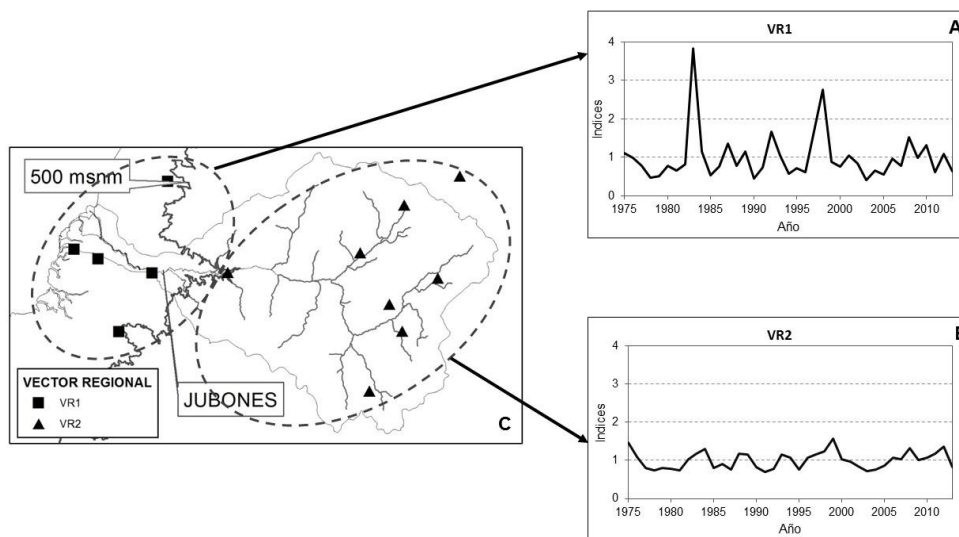 A
VR1
4
3
2
1
0
Indices
1975 1980 1985 1990 1995 2000 2005 2010
Año
500 msnm
JUBONES
VECTOR REGIONAL
VR1
VR2
C
VR2
4
3
2
1
0
Indices
1975 1980 1985 1990 1995 2000 2005 2010
Año